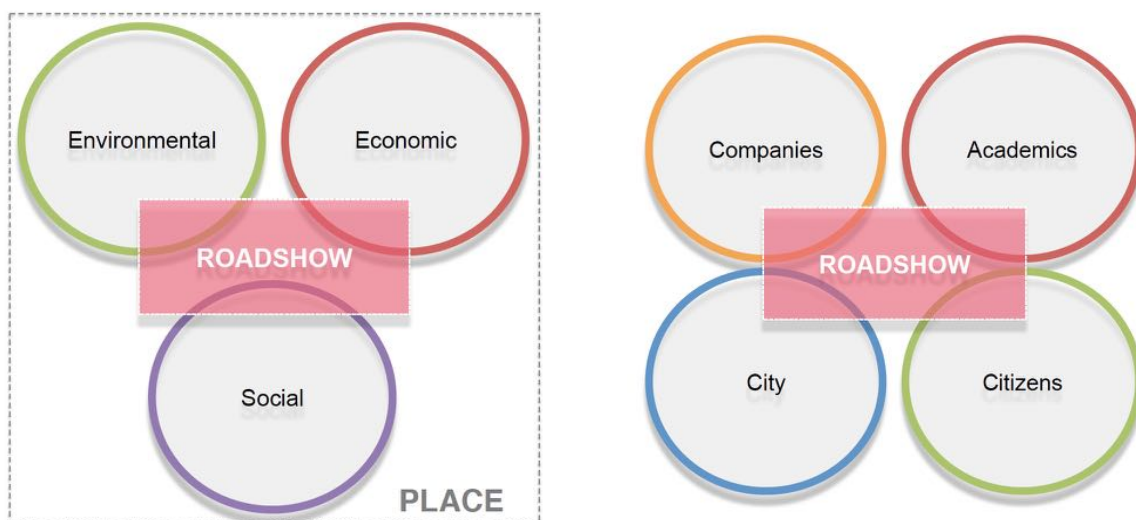 Environmental
Economic
ROADSHOW
Social
PLACE
Companies
Academics
ROADSHOW
City
Citizens